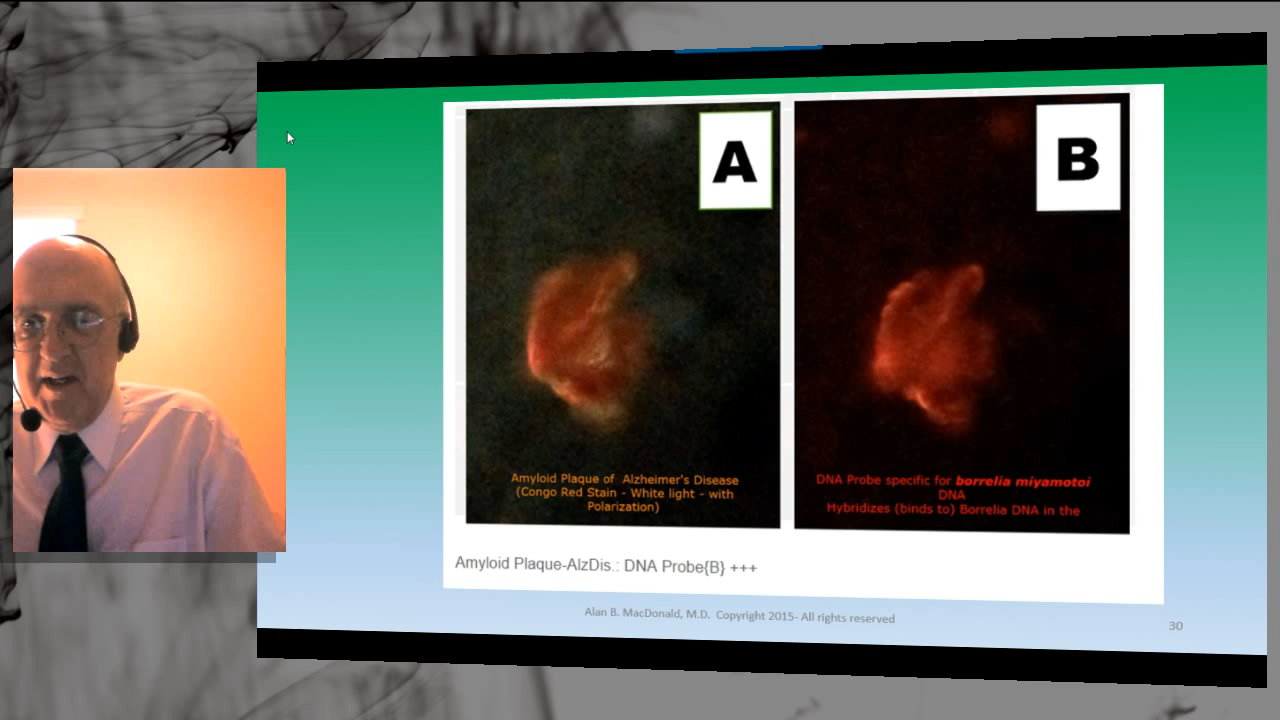 A
B
Amyloid Plaque of Alzheimer's Disease
(Congo Red Stain - White light - with
Polarization)
DNA Probe specific for borrelia miyamotoi
DNA
Hybridizes (binds to) Borrelia DNA in the
Amyloid Plaque-AlzDis.: DNA Probe{B} +++
Alan B. MacDonald, M.D. Copyright 2015- All rights reserved
30